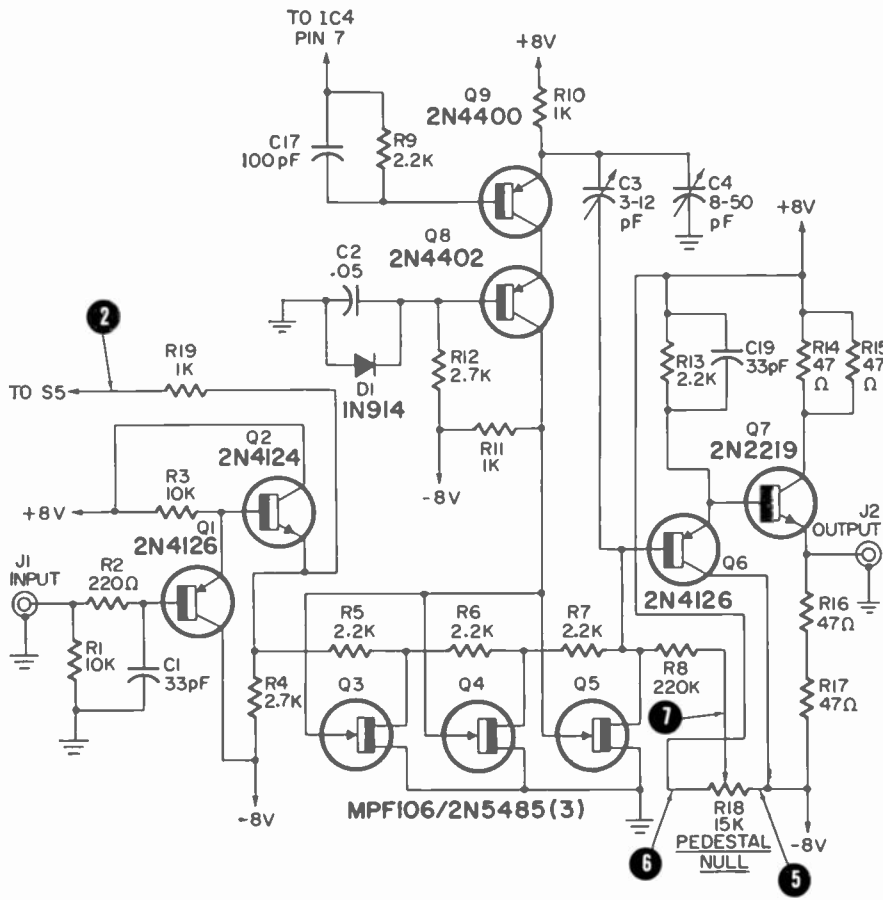 TO IC4
PIN 7
+8V
Q9
2N4400
R10
1K
C17
100pF
R9
2.2K
C3
3-12
pF
C4
8-50
pF
+8V
Q8
2N4402
C2
.05
2
R19
1K
TO S5
D1
1N914
R12
2.7K
R11
1K
-8V
R13
2.2K
C19
33pF
R14
47
Ω
R15
47
Ω
Q7
2N2219
Q2
2N4124
R3
10K
+8V
Q1
2N4126
J2
OUTPUT
J1
INPUT
R2
220Ω
Q6
2N4126
R1
10K
C1
33pF
R4
2.7K
R5
2.2K
R6
2.2K
R7
2.2K
R8
220K
R16
47Ω
R17
47Ω
Q3
Q4
Q5
7
-8V
MPF106/2N5485(3)
R18
15K
PEDESTAL
NULL
-8V
6
5